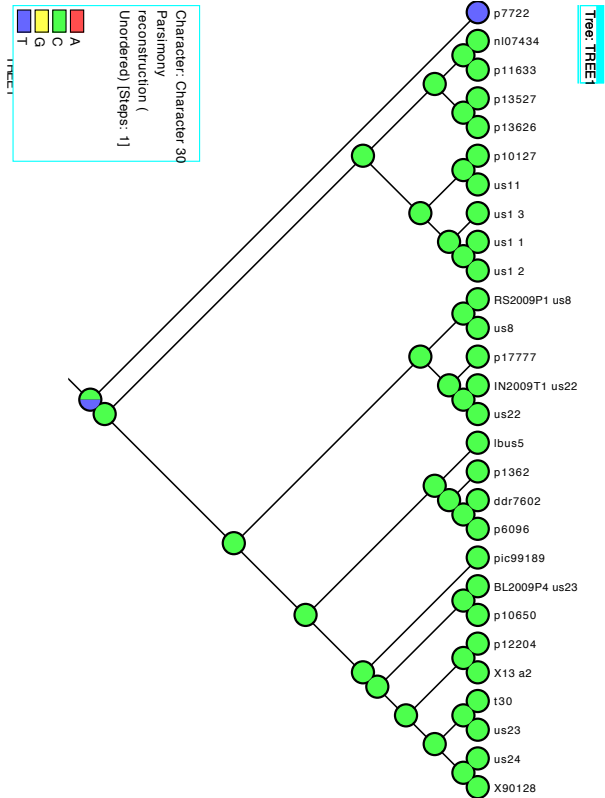 Tree: TREE1
Character: Character 30
Parsimony
reconstruction (
Unordered) [Steps: 1]
A
C
G
T
p7722
nl07434
p11633
p13527
p13626
p10127
us11
us1 3
us1 1
us1 2
RS2009P1 us8
us8
p17777
IN2009T1 us22
us22
lbus5
p1362
ddr7602
p6096
pic99189
BL2009P4 us23
p10650
p12204
X13 a2
t30
us23
us24
X90128